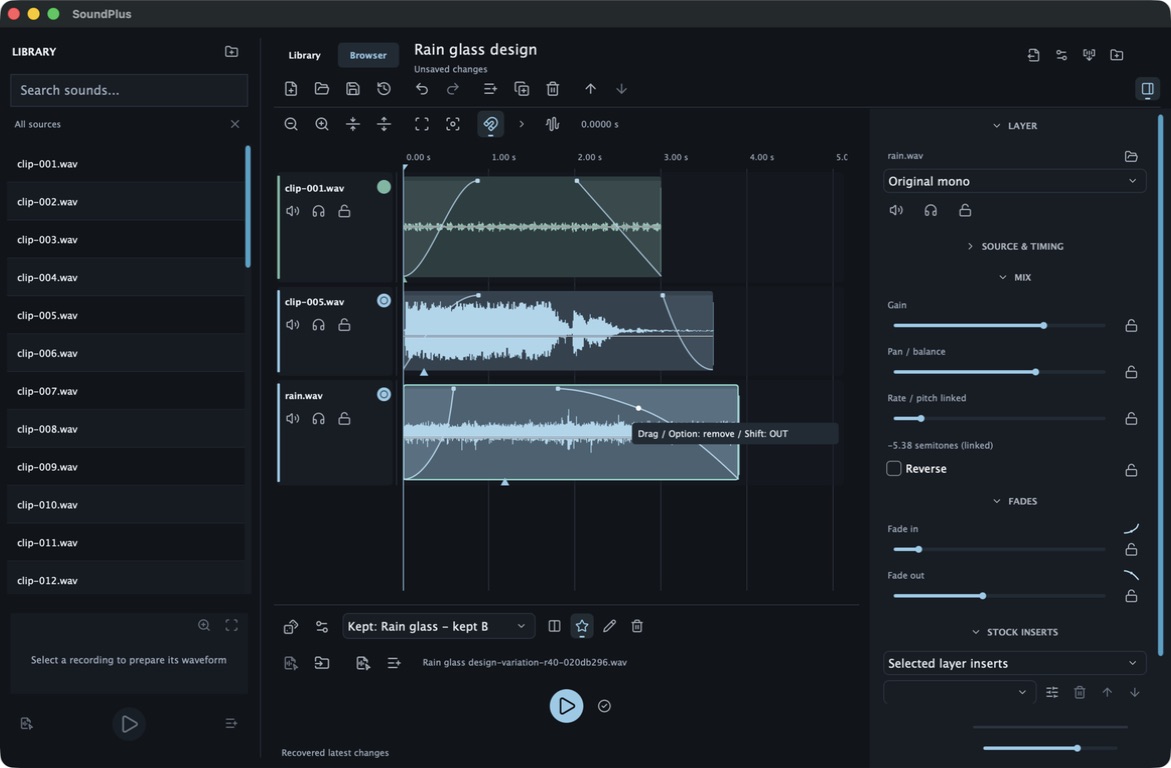 SoundPlus
LIBRARY
Search sounds...
All sources
clip-001.wav
clip-002.wav
clip-003.wav
clip-004.wav
clip-005.wav
clip-006.wav
clip-007.wav
clip-008.wav
clip-009.wav
clip-010.wav
clip-011.wav
clip-012.wav
Select a recording to prepare its waveform
Library
Browser
Rain glass design
Unsaved changes
0.0000 s
0.00 s
1.00 s
2.00 s
3.00 s
4.00 s
5.0
clip-001.wav
clip-005.wav
rain.wav
Drag / Option: remove / Shift: OUT
Kept: Rain glass – kept B
Rain glass design-variation-r40-020db296.wav
Recovered latest changes
LAYER
rain.wav
Original mono
SOURCE & TIMING
MIX
Gain
Pan / balance
Rate / pitch linked
−5.38 semitones (linked)
Reverse
FADES
Fade in
Fade out
STOCK INSERTS
Selected layer inserts